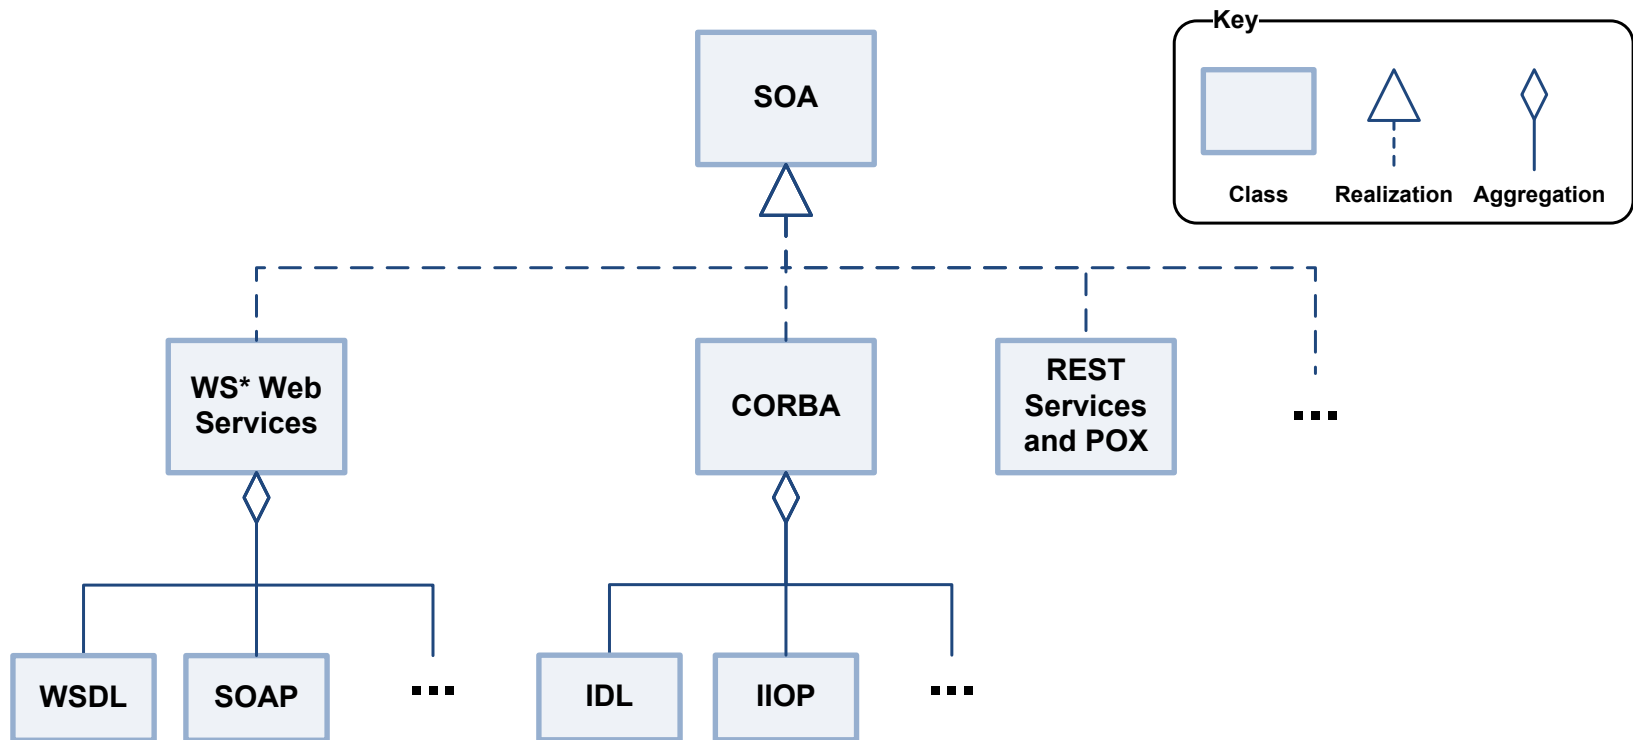 Key
SOA
Class
Realization
Aggregation
WS* Web
Services
CORBA
REST
Services
and POX
...
WSDL
SOAP
...
IDL
IIOP
...